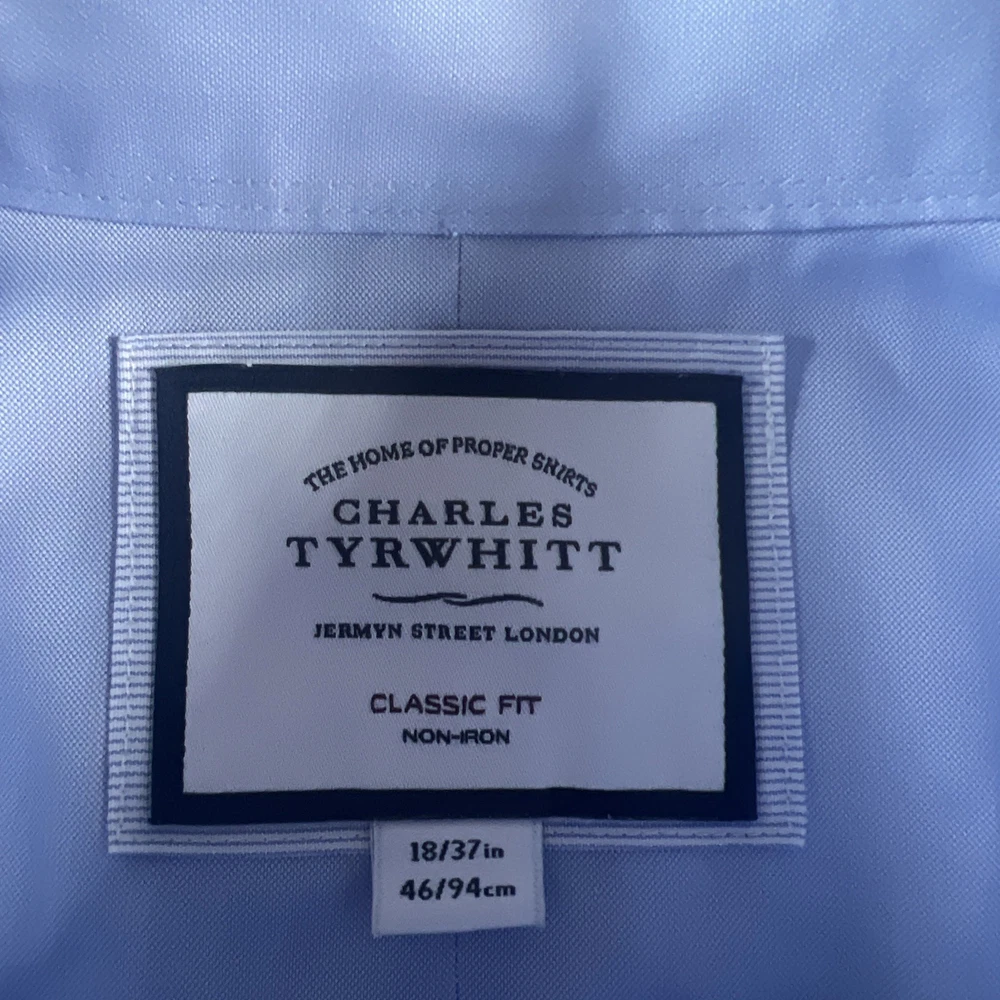 THE HOME OF PROPER SHIRTS
CHARLES
TYRWHITT
JERMYN STREET LONDON
CLASSIC FIT
NON-IRON
18/37in
46/94cm